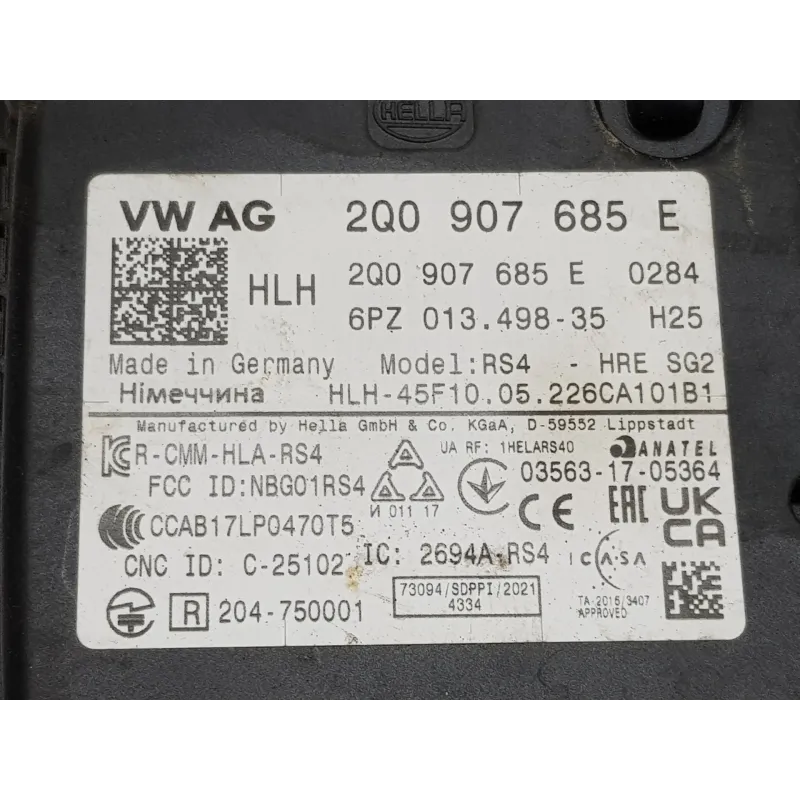 HELLA
VW AG 2Q0 907 685 E
HLH 2Q0 907 685 E 0284
6PZ 013.498-35 H25
Made in Germany Model:RS4 - HRE SG2
Німеччина HLH-45F10.05.226CA101B1
Manufactured by Hella GmbH & Co. KGaA, D-59552 Lippstadt
R-CMM-HLA-RS4
UA RF: 1HELARS40 ANATEL
FCC ID:NBG01RS4
И 011 17
03563-17-05364
CE EAC UK CA
CCAB17LP0470T5
CNC ID: C-25102 IC: 2694A-RS4 ICASA
R 204-750001
73094/SDPPI/2021
4334
TA-2016/3407
APPROVED